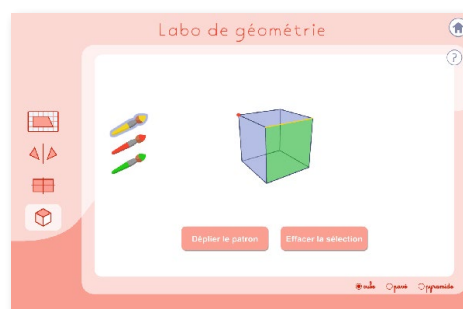 Labo de géométrie
?
Déplier le patron
Effacer la sélection
cube
pavé
pyramide